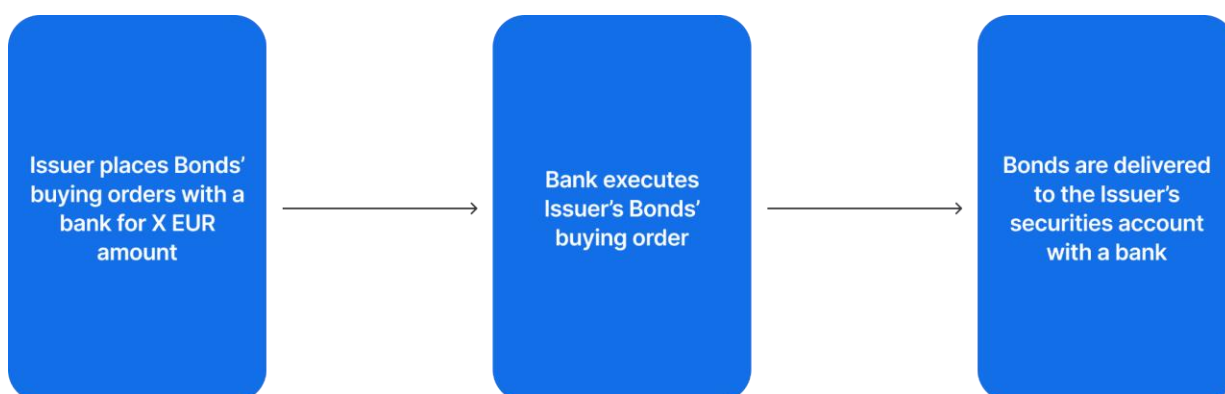 Issuer places Bonds’
buying orders with a
bank for X EUR
amount
Bank executes
Issuer’s Bonds’
buying order
Bonds are delivered
to the Issuer’s
securities account
with a bank